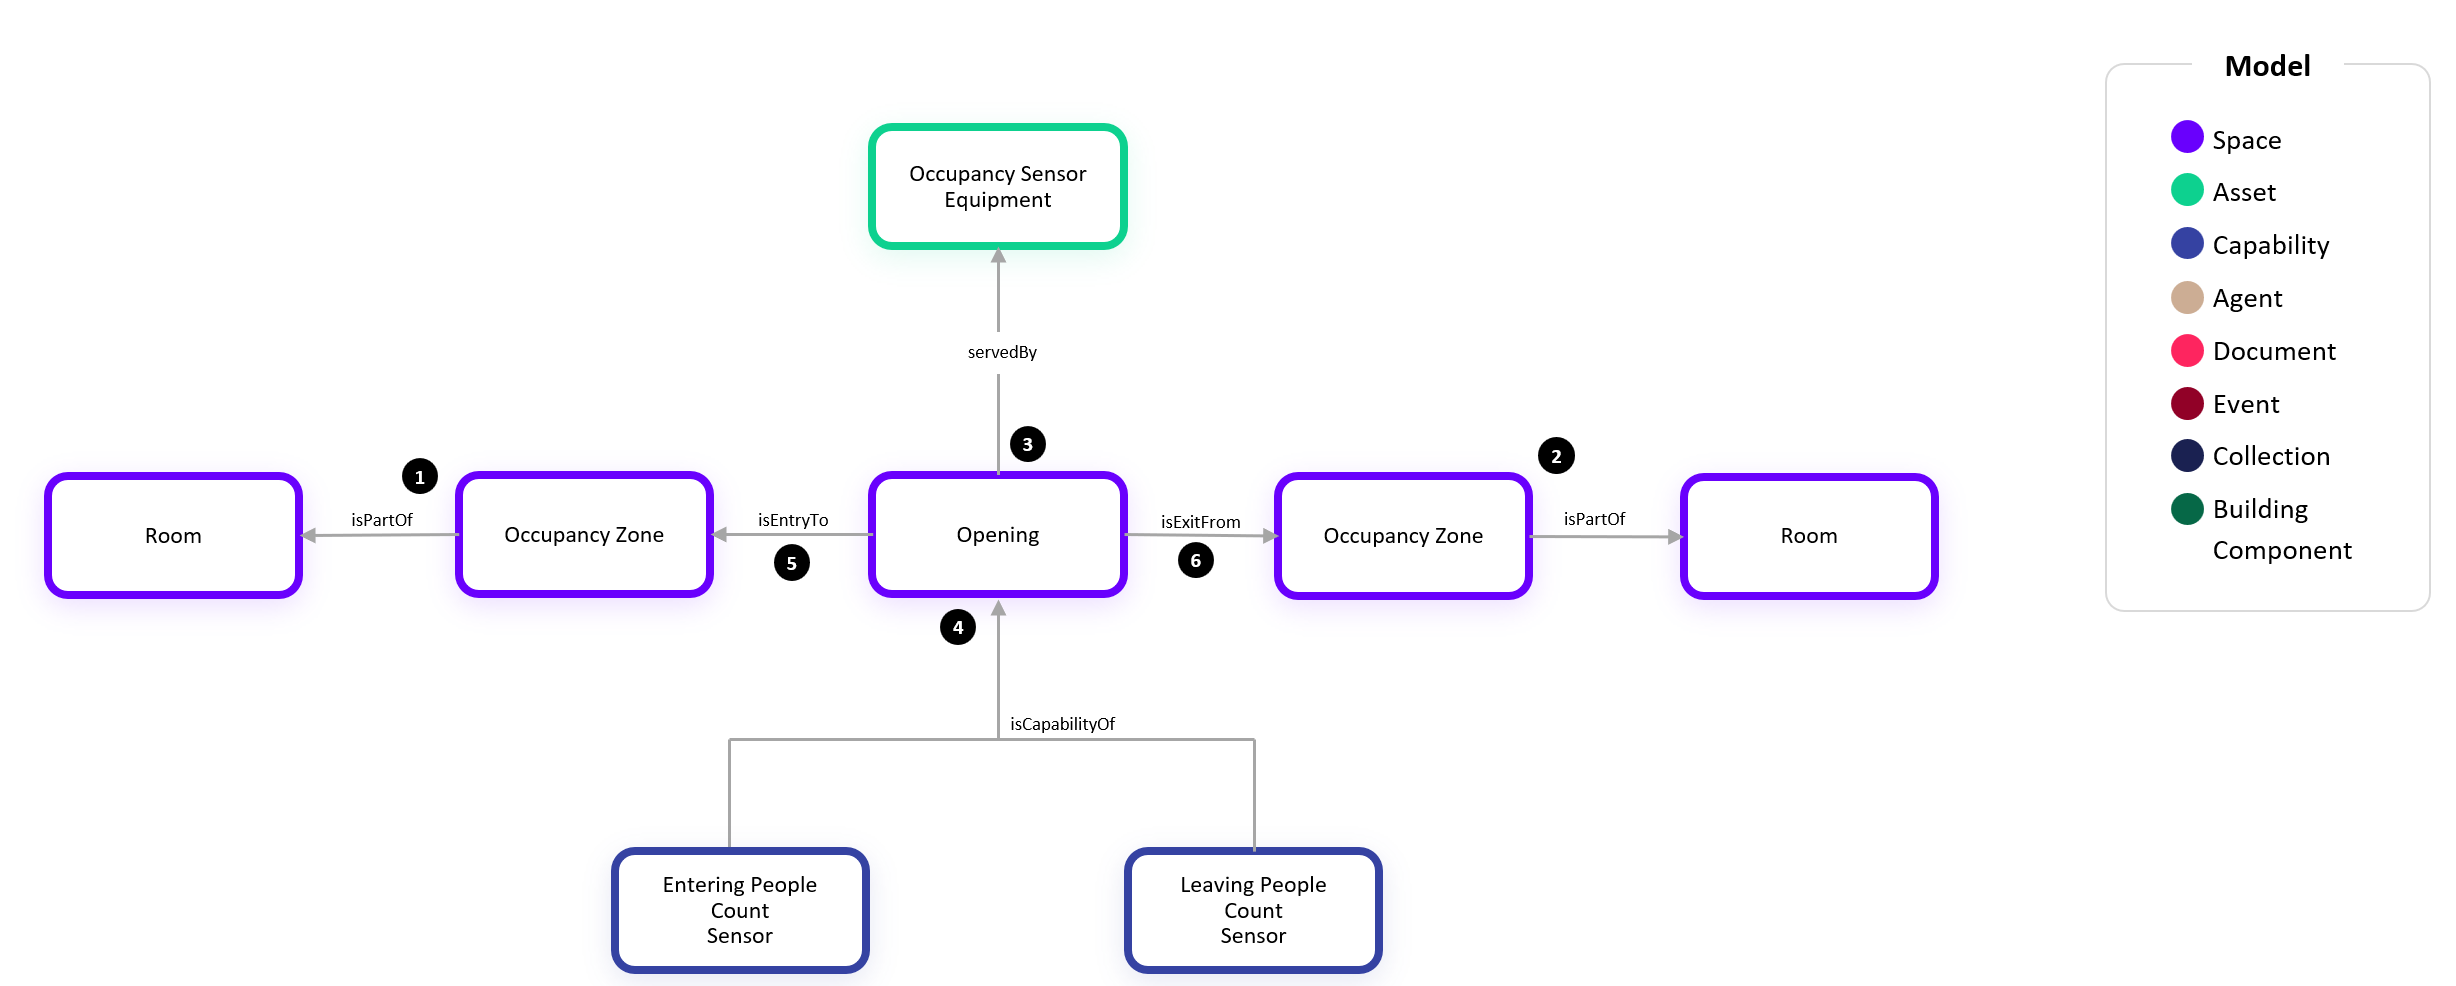 Model
Space
Asset
Capability
Agent
Document
Event
Collection
Building
Component
Occupancy Sensor
Equipment
servedBy
3
1
2
Room
isPartOf
Occupancy Zone
isEntryTo
5
Opening
isExitFrom
6
Occupancy Zone
isPartOf
Room
4
isCapabilityOf
Entering People
Count
Sensor
Leaving People
Count
Sensor